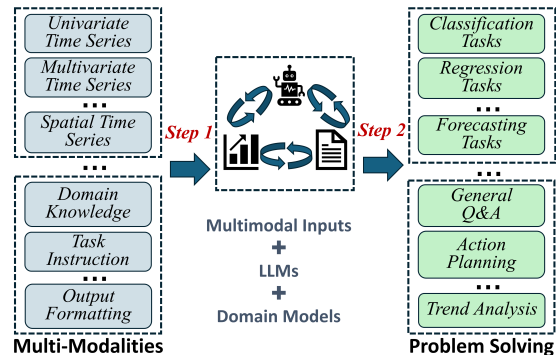 Univariate
Time Series
Multivariate
Time Series
...
Spatial Time
Series
...
Domain
Knowledge
Task
Instruction
...
Output
Formatting
Multi-Modalities
Step 1
Step 2
Multimodal Inputs
+
LLMs
+
Domain Models
Classification
Tasks
Regression
Tasks
...
Forecasting
Tasks
...
General
Q&A
Action
Planning
...
Trend Analysis
Problem Solving